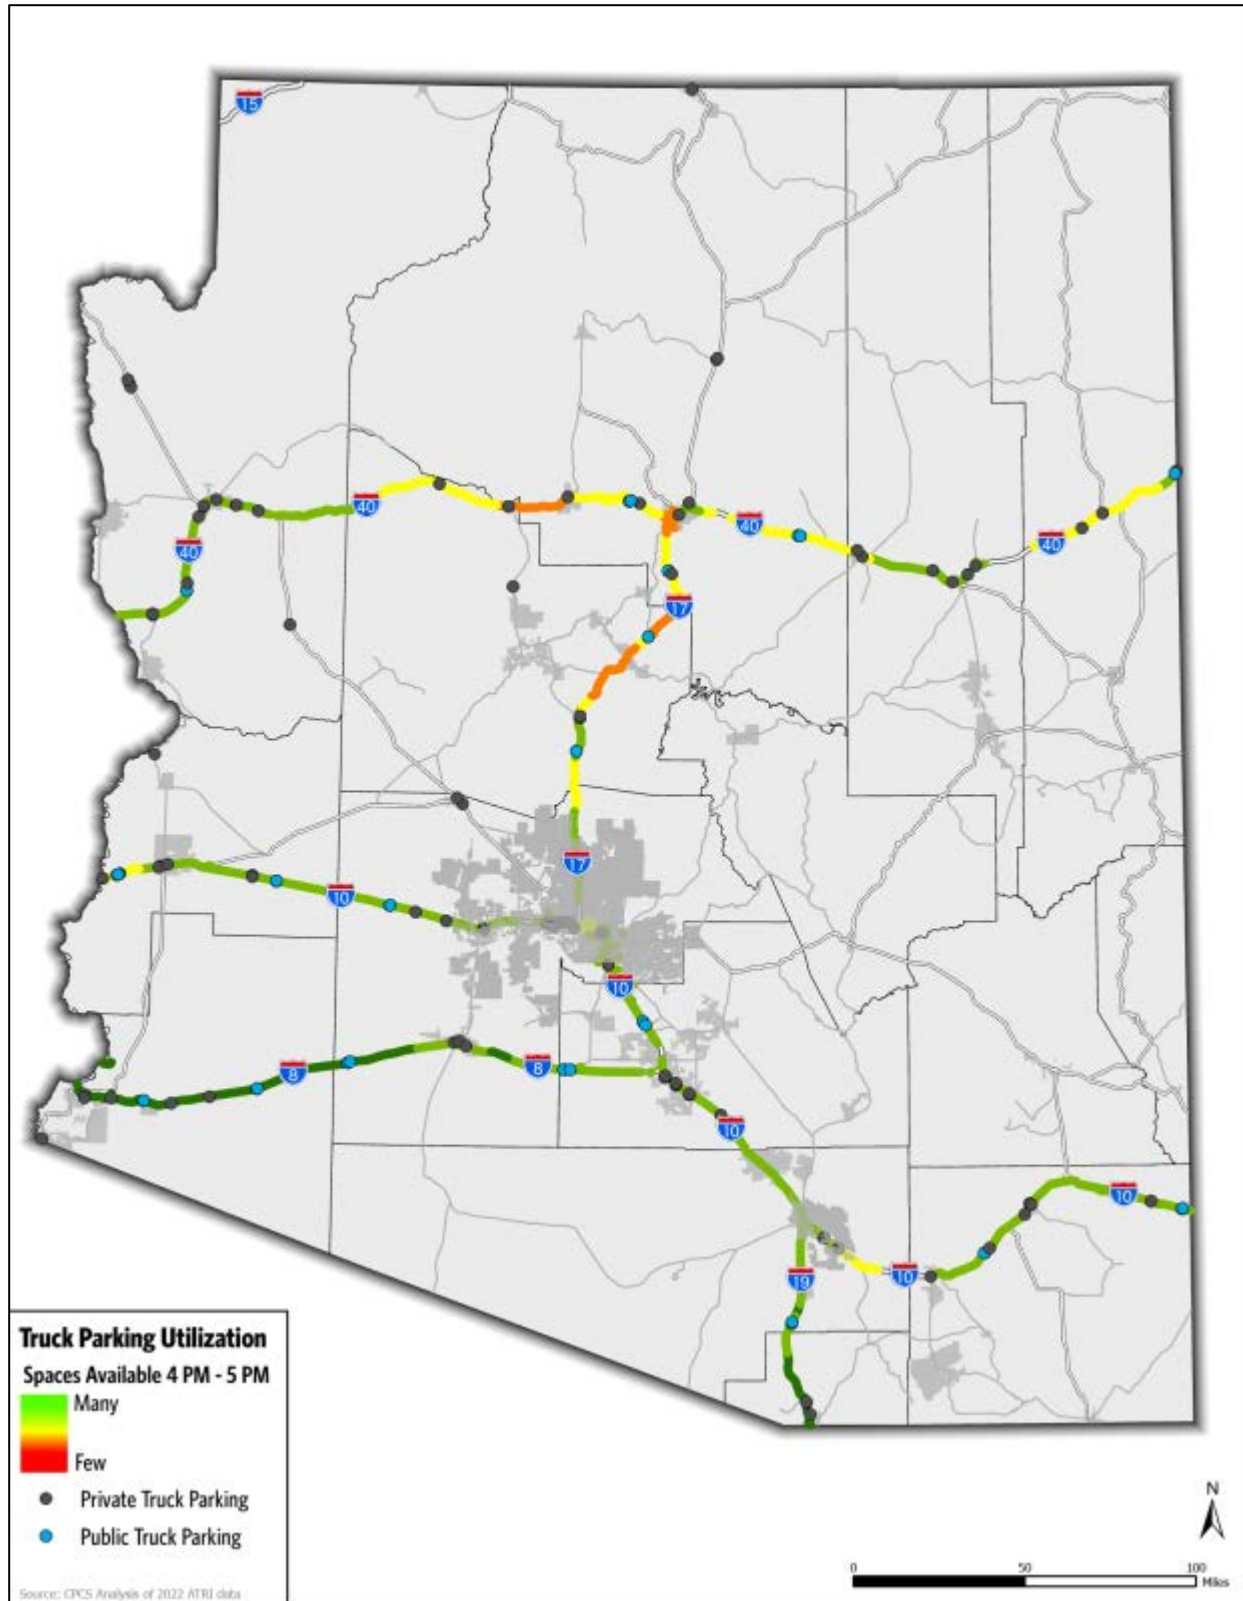 15
40
40
40
40
17
17
10
10
8
8
10
10
10
19
Truck Parking Utilization
Spaces Available 4 PM - 5 PM
Many
Few
Private Truck Parking
Public Truck Parking
Source: CPCS Analysis of 2022 ATRI data
N
0 50 100
Miles